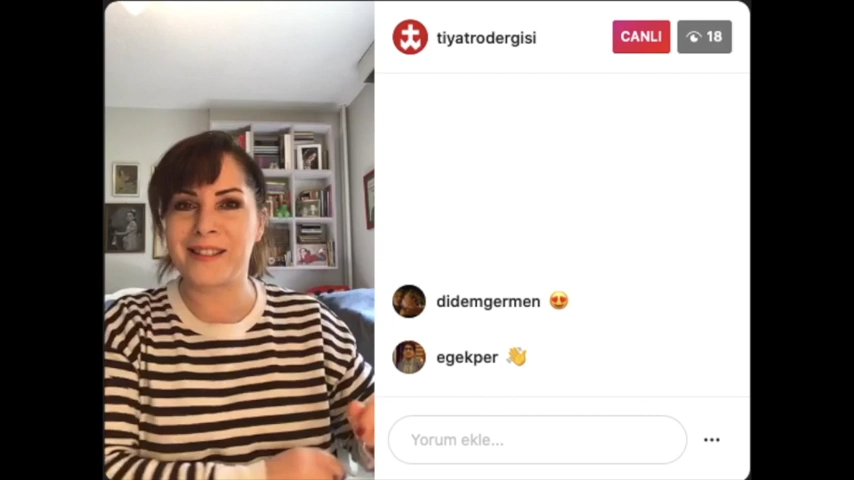 tiyatrodergisi
CANLI
18
didemgermen 😍
egekper 👋
Yorum ekle...